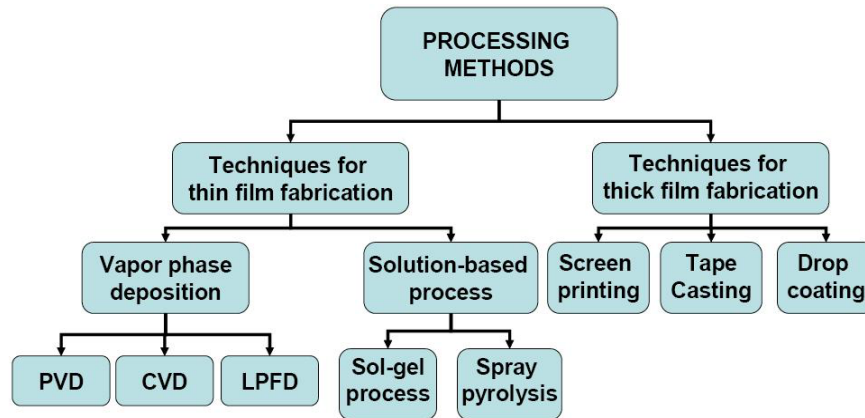 PROCESSING
METHODS
Techniques for
thin film fabrication
Techniques for
thick film fabrication
Vapor phase
deposition
Solution-based
process
Screen
printing
Tape
Casting
Drop
coating
PVD
CVD
LPFD
Sol-gel
process
Spray
pyrolysis